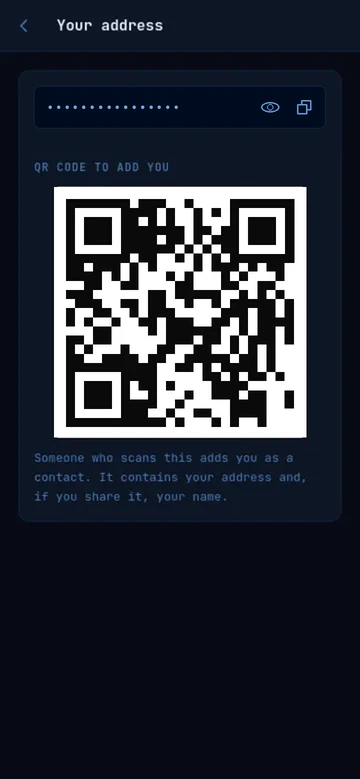 Your address
••••••••••••••••
QR CODE TO ADD YOU
Someone who scans this adds you as a
contact. It contains your address and,
if you share it, your name.